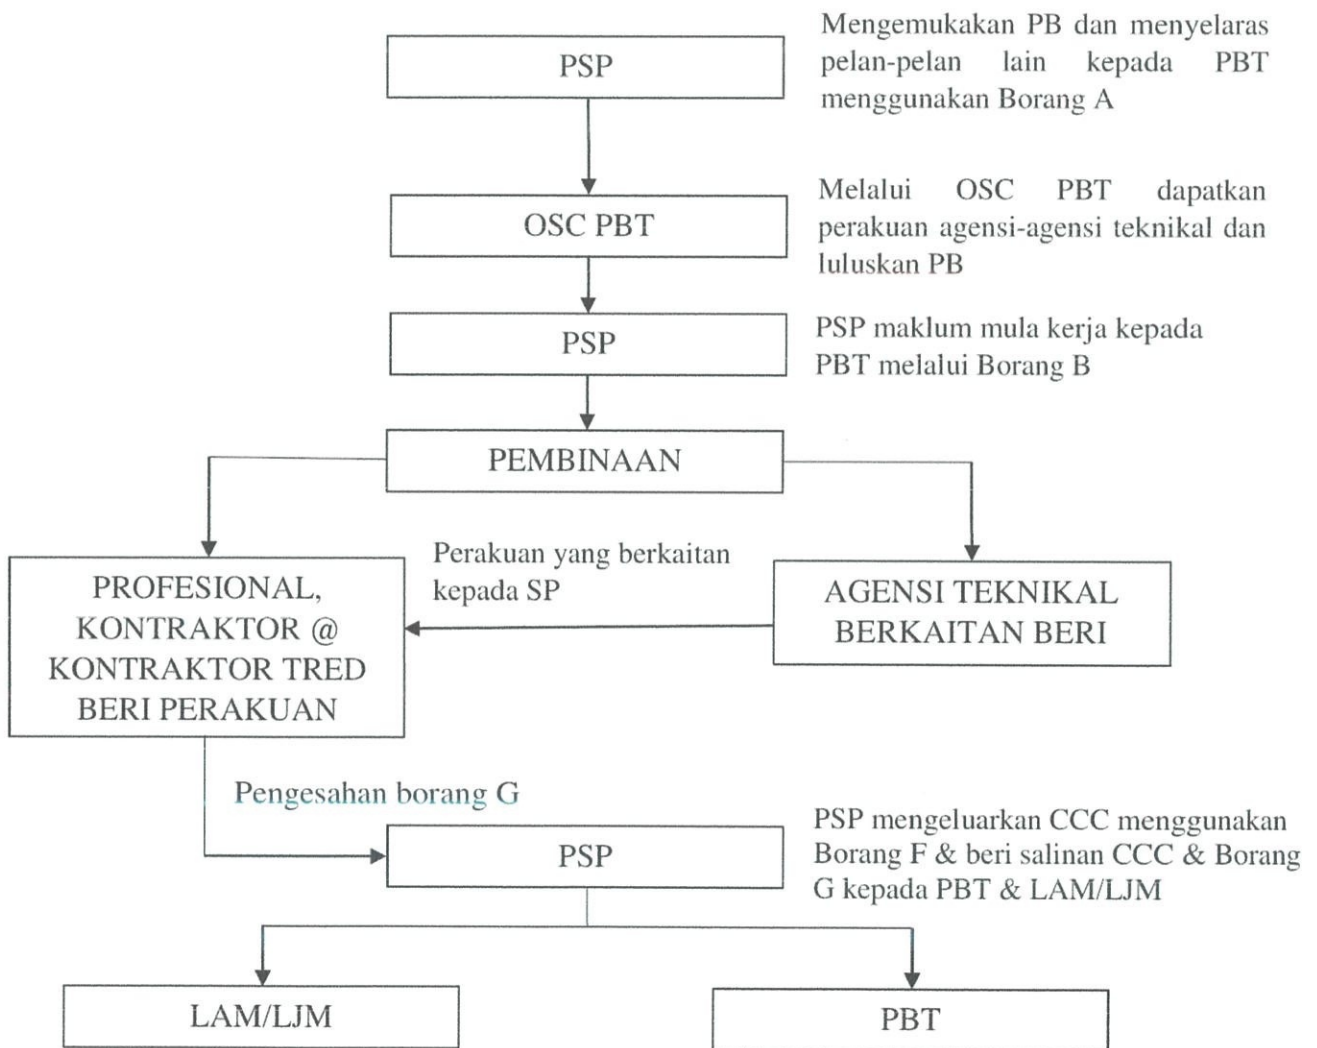 PSP
Mengemukakan PB dan menyelaras
pelan-pelan lain kepada PBT
menggunakan Borang A
OSC PBT
Melalui OSC PBT dapatkan
perakuan agensi-agensi teknikal dan
luluskan PB
PSP
PSP maklum mula kerja kepada
PBT melalui Borang B
PEMBINAAN
PROFESIONAL,
KONTRAKTOR @
KONTRAKTOR TRED
BERI PERAKUAN
Perakuan yang berkaitan
kepada SP
AGENSI TEKNIKAL
BERKAITAN BERI
Pengesahan borang G
PSP
PSP mengeluarkan CCC menggunakan
Borang F & beri salinan CCC & Borang
G kepada PBT & LAM/LJM
LAM/LJM
PBT